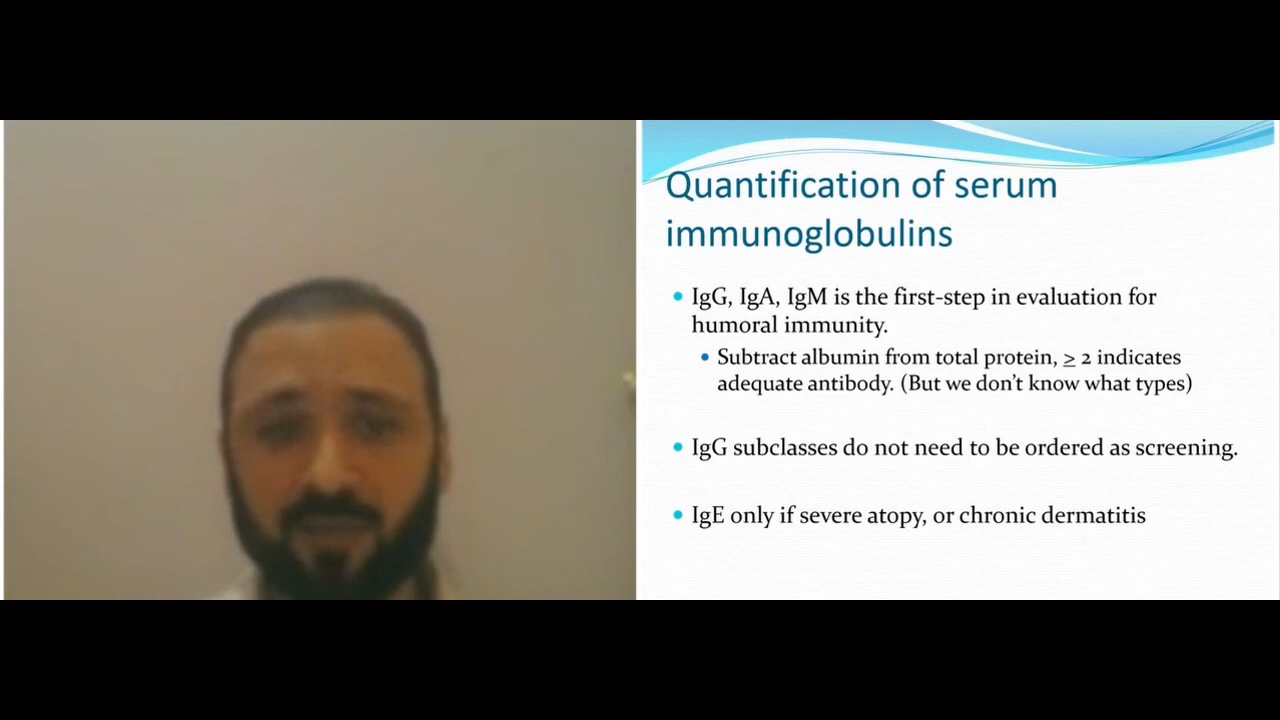 Quantification of serum
immunoglobulins
• IgG, IgA, IgM is the first-step in evaluation for
humoral immunity.
• Subtract albumin from total protein, ≥ 2 indicates
adequate antibody. (But we don't know what types)
• IgG subclasses do not need to be ordered as screening.
• IgE only if severe atopy, or chronic dermatitis